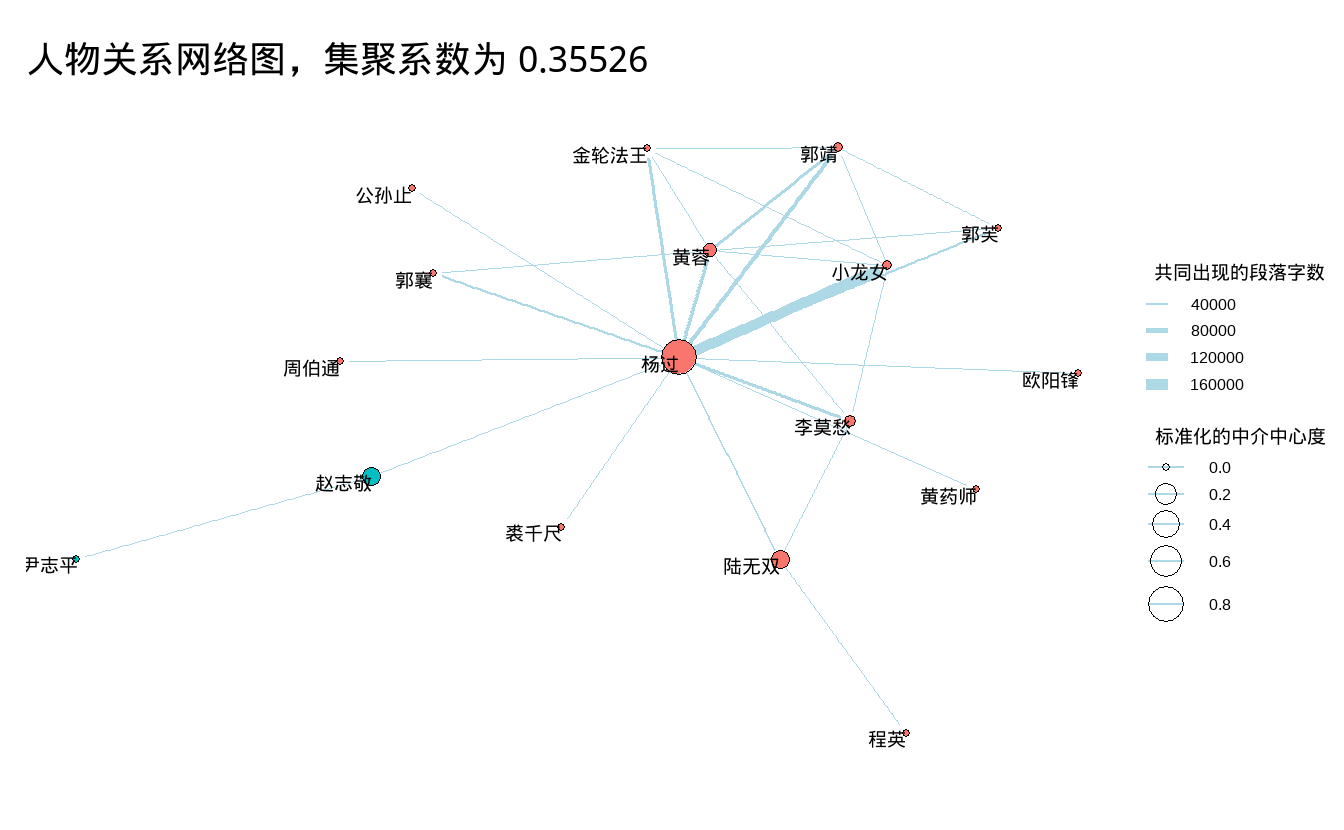 人物关系网络图，集聚系数为 0.35526
金轮法王
郭靖
公孙止
郭芙
黄蓉
小龙女
郭襄
周伯通
杨过
欧阳锋
李莫愁
赵志敬
黄药师
裘千尺
尹志平
陆无双
程英
共同出现的段落字数
40000
80000
120000
160000
标准化的中介中心度
0.0
0.2
0.4
0.6
0.8